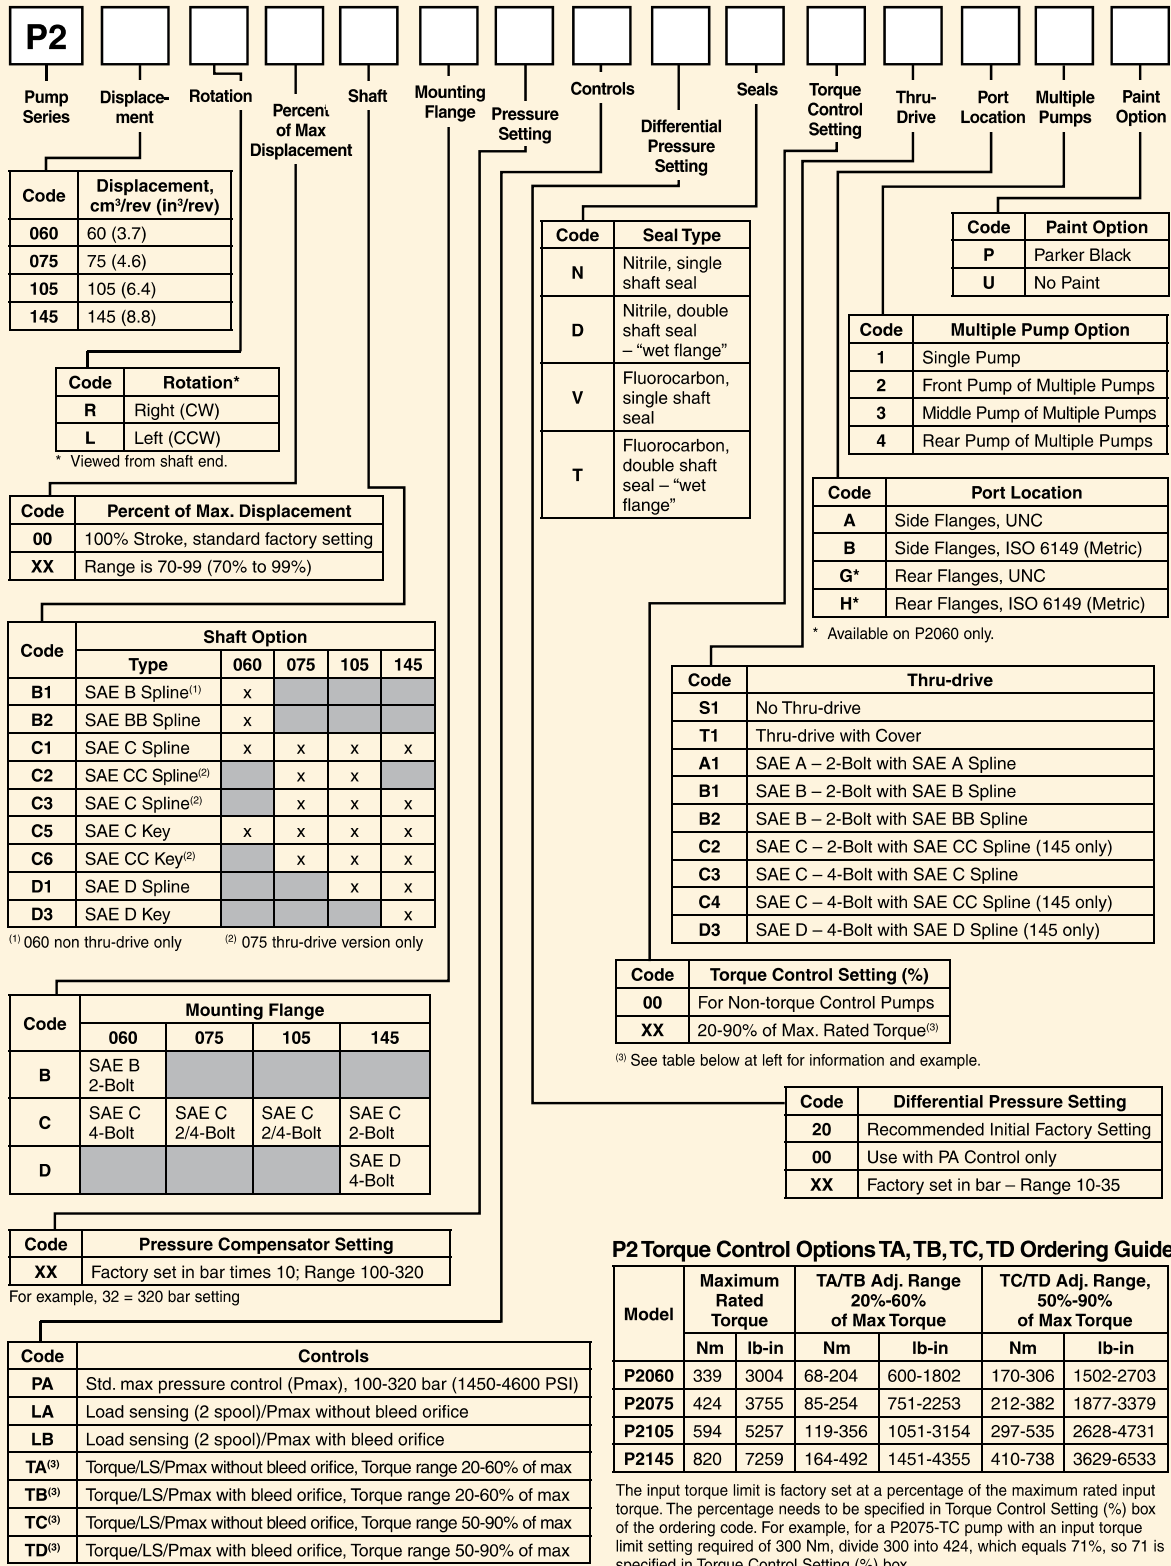 P2
Pump
Series
Displace-
ment
Rotation
Percent
of Max
Displacement
Shaft
Mounting
Flange
Pressure
Setting
Controls
Differential
Pressure
Setting
Seals
Torque
Control
Setting
Thru-
Drive
Port
Location
Multiple
Pumps
Paint
Option
Code Displacement,
cm³/rev (in³/rev)
060 60 (3.7)
075 75 (4.6)
105 105 (6.4)
145 145 (8.8)
Code Rotation*
R Right (CW)
L Left (CCW)
* Viewed from shaft end.
Code Percent of Max. Displacement
00 100% Stroke, standard factory setting
XX Range is 70-99 (70% to 99%)
Code Shaft Option
Type 060 075 105 145
B1 SAE B Spline(1) x
B2 SAE BB Spline x
C1 SAE C Spline x x x x
C2 SAE CC Spline(2) x x
C3 SAE C Spline(2) x x x
C5 SAE C Key x x x x
C6 SAE CC Key(2) x x x
D1 SAE D Spline x x
D3 SAE D Key x
(1) 060 non thru-drive only (2) 075 thru-drive version only
Code Mounting Flange
060 075 105 145
B SAE B
2-Bolt
C SAE C SAE C SAE C SAE C
4-Bolt 2/4-Bolt 2/4-Bolt 2-Bolt
D SAE D
4-Bolt
Code Pressure Compensator Setting
XX Factory set in bar times 10; Range 100-320
For example, 32 = 320 bar setting
Code Controls
PA Std. max pressure control (Pmax), 100-320 bar (1450-4600 PSI)
LA Load sensing (2 spool)/Pmax without bleed orifice
LB Load sensing (2 spool)/Pmax with bleed orifice
TA(3) Torque/LS/Pmax without bleed orifice, Torque range 20-60% of max
TB(3) Torque/LS/Pmax with bleed orifice, Torque range 20-60% of max
TC(3) Torque/LS/Pmax without bleed orifice, Torque range 50-90% of max
TD(3) Torque/LS/Pmax with bleed orifice, Torque range 50-90% of max
Code Seal Type
N Nitrile, single
shaft seal
D Nitrile, double
shaft seal
– “wet flange”
V Fluorocarbon,
single shaft
seal
T Fluorocarbon,
double shaft
seal – “wet
flange”
Code Paint Option
P Parker Black
U No Paint
Code Multiple Pump Option
1 Single Pump
2 Front Pump of Multiple Pumps
3 Middle Pump of Multiple Pumps
4 Rear Pump of Multiple Pumps
Code Port Location
A Side Flanges, UNC
B Side Flanges, ISO 6149 (Metric)
G* Rear Flanges, UNC
H* Rear Flanges, ISO 6149 (Metric)
* Available on P2060 only.
Code Thru-drive
S1 No Thru-drive
T1 Thru-drive with Cover
A1 SAE A – 2-Bolt with SAE A Spline
B1 SAE B – 2-Bolt with SAE B Spline
B2 SAE B – 2-Bolt with SAE BB Spline
C2 SAE C – 2-Bolt with SAE CC Spline (145 only)
C3 SAE C – 4-Bolt with SAE C Spline
C4 SAE C – 4-Bolt with SAE CC Spline (145 only)
D3 SAE D – 4-Bolt with SAE D Spline (145 only)
Code Torque Control Setting (%)
00 For Non-torque Control Pumps
XX 20-90% of Max. Rated Torque(3)
(3) See table below at left for information and example.
Code Differential Pressure Setting
20 Recommended Initial Factory Setting
00 Use with PA Control only
XX Factory set in bar – Range 10-35
P2 Torque Control Options TA, TB, TC, TD Ordering Guide
Model Maximum TA/TB Adj. Range TC/TD Adj. Range,
Rated 20%-60% 50%-90%
Torque of Max Torque of Max Torque
Nm lb-in Nm lb-in Nm lb-in
P2060 339 3004 68-204 600-1802 170-306 1502-2703
P2075 424 3755 85-254 751-2253 212-382 1877-3379
P2105 594 5257 119-356 1051-3154 297-535 2628-4731
P2145 820 7259 164-492 1451-4355 410-738 3629-6533
The input torque limit is factory set at a percentage of the maximum rated input
torque. The percentage needs to be specified in Torque Control Setting (%) box
of the ordering code. For example, for a P2075-TC pump with an input torque
limit setting required of 300 Nm, divide 300 into 424, which equals 71%, so 71 is
specified in Torque Control Setting (%) box